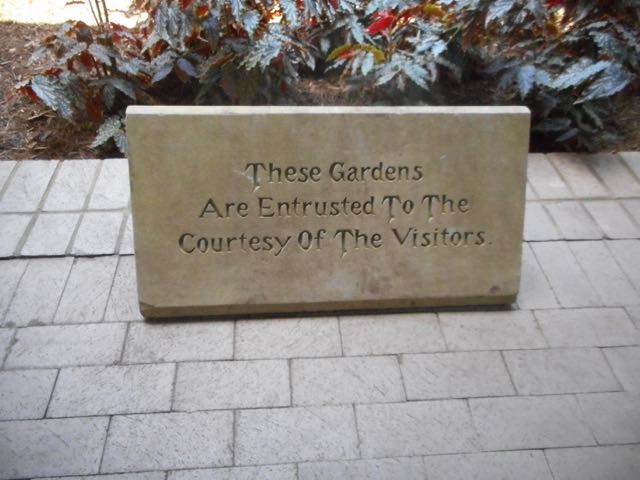 These Gardens
Are Entrusted To The
Courtesy Of The Visitors.